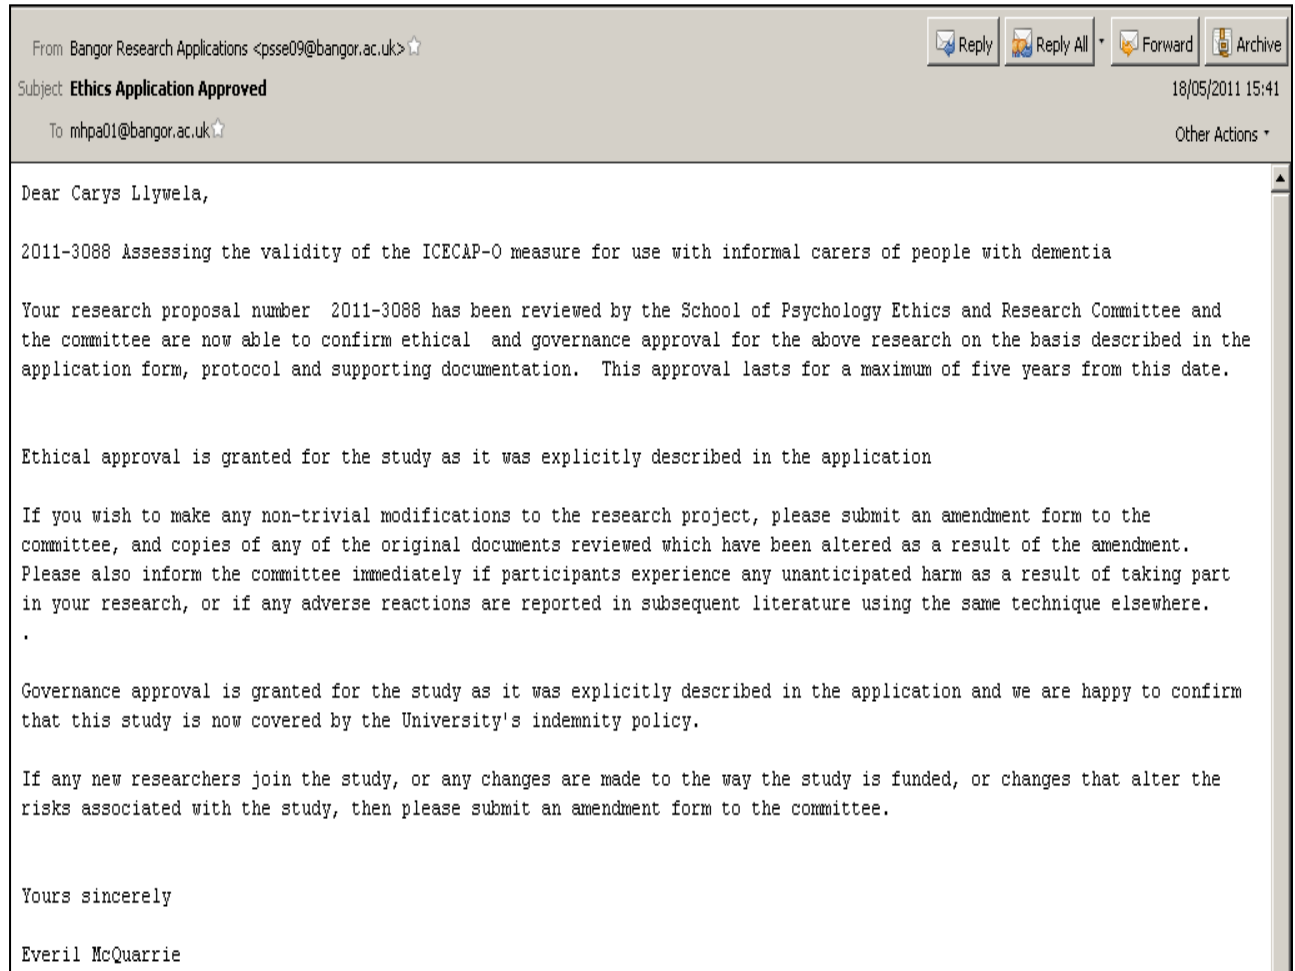 From Bangor Research Applications <psse09@bangor.ac.uk>
Reply Reply All Forward Archive
Subject Ethics Application Approved
18/05/2011 15:41
To mhpa01@bangor.ac.uk
Other Actions
Dear Carys Llywela,
2011-3088 Assessing the validity of the ICECAP-O measure for use with informal carers of people with dementia
Your research proposal number  2011-3088 has been reviewed by the School of Psychology Ethics and Research Committee and
the committee are now able to confirm ethical  and governance approval for the above research on the basis described in the
application form, protocol and supporting documentation.  This approval lasts for a maximum of five years from this date.
Ethical approval is granted for the study as it was explicitly described in the application
If you wish to make any non-trivial modifications to the research project, please submit an amendment form to the
committee, and copies of any of the original documents reviewed which have been altered as a result of the amendment.
Please also inform the committee immediately if participants experience any unanticipated harm as a result of taking part
in your research, or if any adverse reactions are reported in subsequent literature using the same technique elsewhere.
.
Governance approval is granted for the study as it was explicitly described in the application and we are happy to confirm
that this study is now covered by the University's indemnity policy.
If any new researchers join the study, or any changes are made to the way the study is funded, or changes that alter the
risks associated with the study, then please submit an amendment form to the committee.
Yours sincerely
Everil McQuarrie